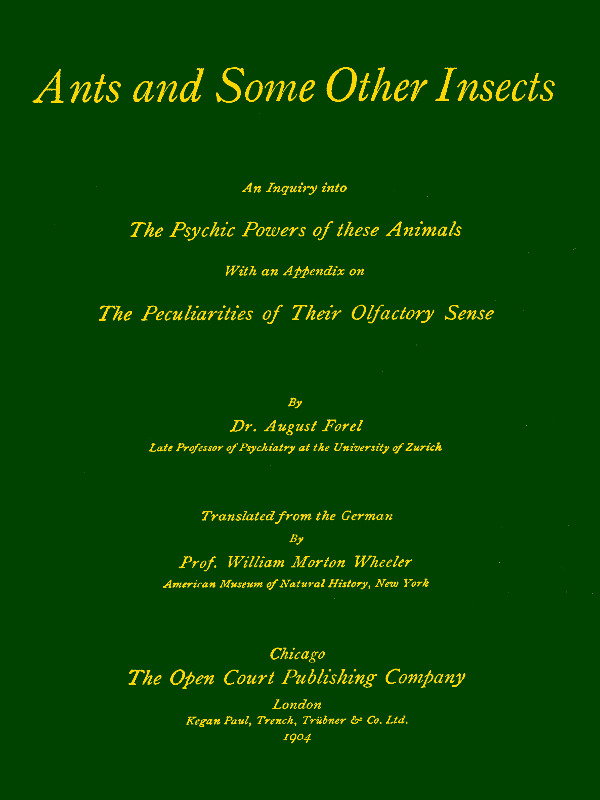 Ants and Some Other Insects
An Inquiry into
The Psychic Powers of these Animals
With an Appendix on
The Peculiarities of Their Olfactory Sense
By
Dr. August Forel
Late Professor of Psychiatry at the University of Zurich
Translated from the German
By
Prof. William Morton Wheeler
American Museum of Natural History, New York
Chicago
The Open Court Publishing Company
London
Kegan Paul, Trench, Trübner & Co. Ltd.
1904